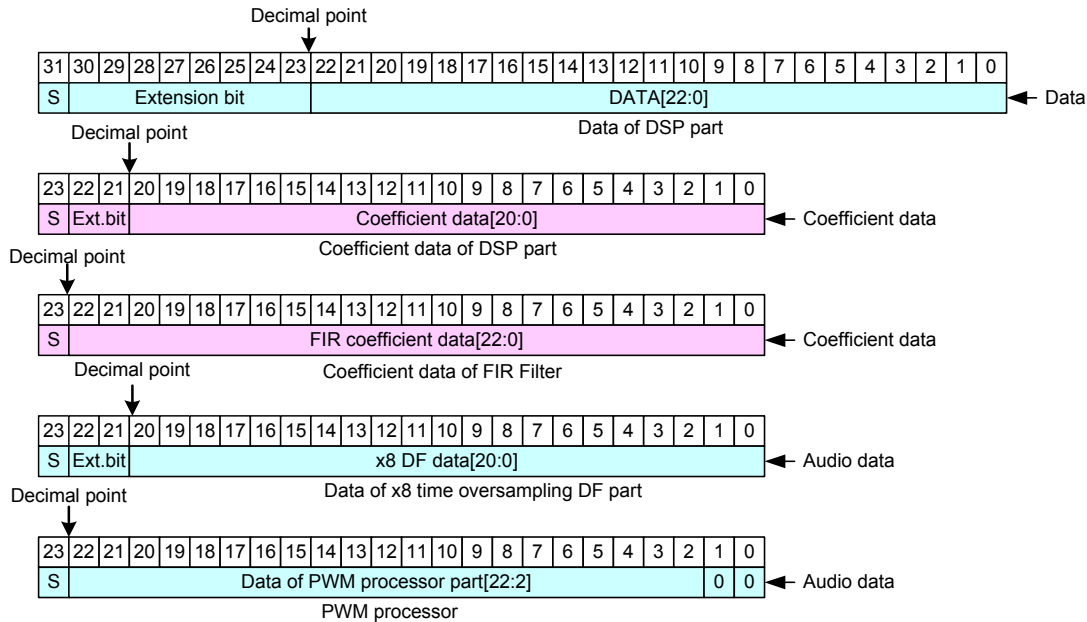 Decimal point
31 30 29 28 27 26 25 24 23 22 21 20 19 18 17 16 15 14 13 12 11 10 9 8 7 6 5 4 3 2 1 0
S Extension bit DATA[22:0] Data
Data of DSP part
Decimal point
23 22 21 20 19 18 17 16 15 14 13 12 11 10 9 8 7 6 5 4 3 2 1 0
S Ext.bit Coefficient data[20:0] Coefficient data
Coefficient data of DSP part
Decimal point
23 22 21 20 19 18 17 16 15 14 13 12 11 10 9 8 7 6 5 4 3 2 1 0
S FIR coefficient data[22:0] Coefficient data
Coefficient data of FIR Filter
Decimal point
23 22 21 20 19 18 17 16 15 14 13 12 11 10 9 8 7 6 5 4 3 2 1 0
S Ext.bit x8 DF data[20:0] Audio data
Data of x8 time oversampling DF part
Decimal point
23 22 21 20 19 18 17 16 15 14 13 12 11 10 9 8 7 6 5 4 3 2 1 0
S Data of PWM processor part[22:2] 0 0 Audio data
PWM processor